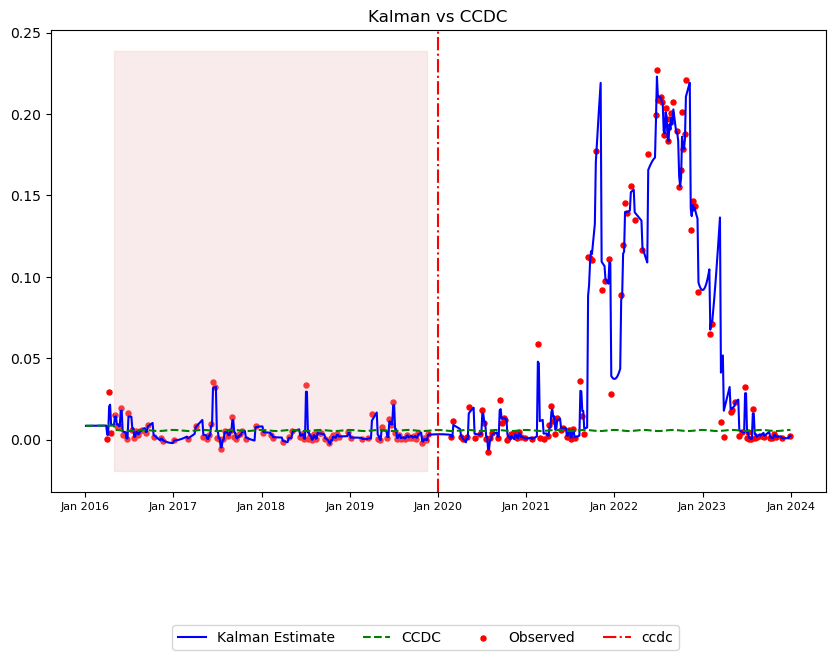 Kalman vs CCDC
0.25
0.20
0.15
0.10
0.05
0.00
Jan 2016 Jan 2017 Jan 2018 Jan 2019 Jan 2020 Jan 2021 Jan 2022 Jan 2023 Jan 2024
Kalman Estimate CCDC Observed ccdc